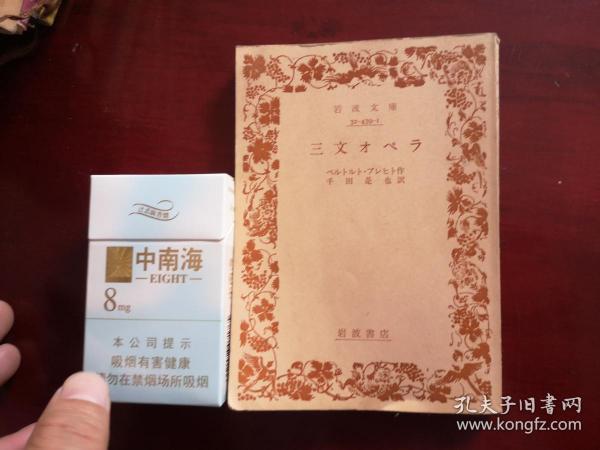 岩波文庫
32-439-1
三文オペラ
ベルトルト・ブレヒト作
千田是也訳
岩波書店
中南海
EIGHT
8mg
本公司提示
吸烟有害健康
请勿在禁烟场所吸烟
孔夫子旧书网
www.kongfz.com